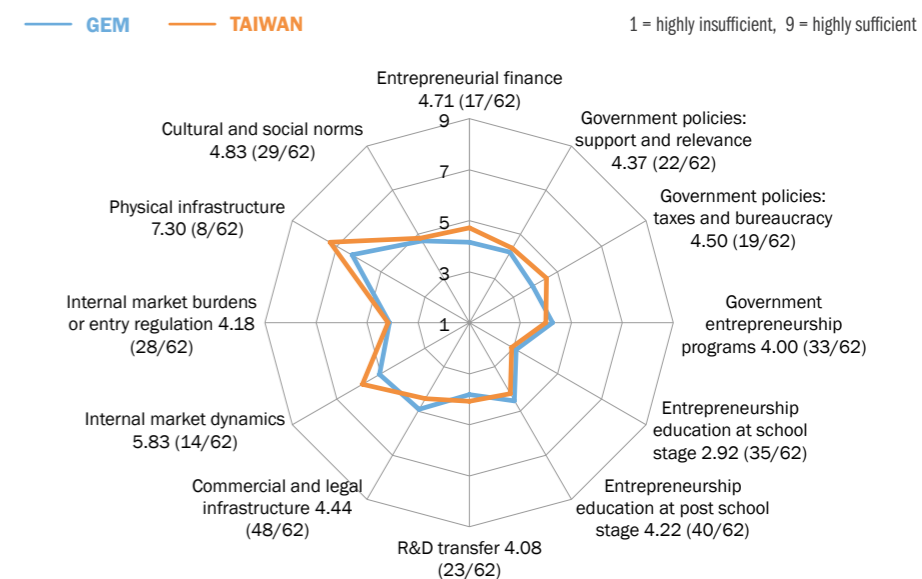 GEM TAIWAN 1 = highly insufficient, 9 = highly sufficient
Entrepreneurial finance
4.71 (17/62)
Government policies:
support and relevance
4.37 (22/62)
Government policies:
taxes and bureaucracy
4.50 (19/62)
Government
entrepreneurship
programs 4.00 (33/62)
Entrepreneurship
education at school
stage 2.92 (35/62)
Entrepreneurship
education at post school
stage 4.22 (40/62)
R&D transfer 4.08
(23/62)
Commercial and legal
infrastructure 4.44
(48/62)
Internal market dynamics
5.83 (14/62)
Internal market burdens
or entry regulation 4.18
(28/62)
Physical infrastructure
7.30 (8/62)
Cultural and social norms
4.83 (29/62)
9
7
5
3
1